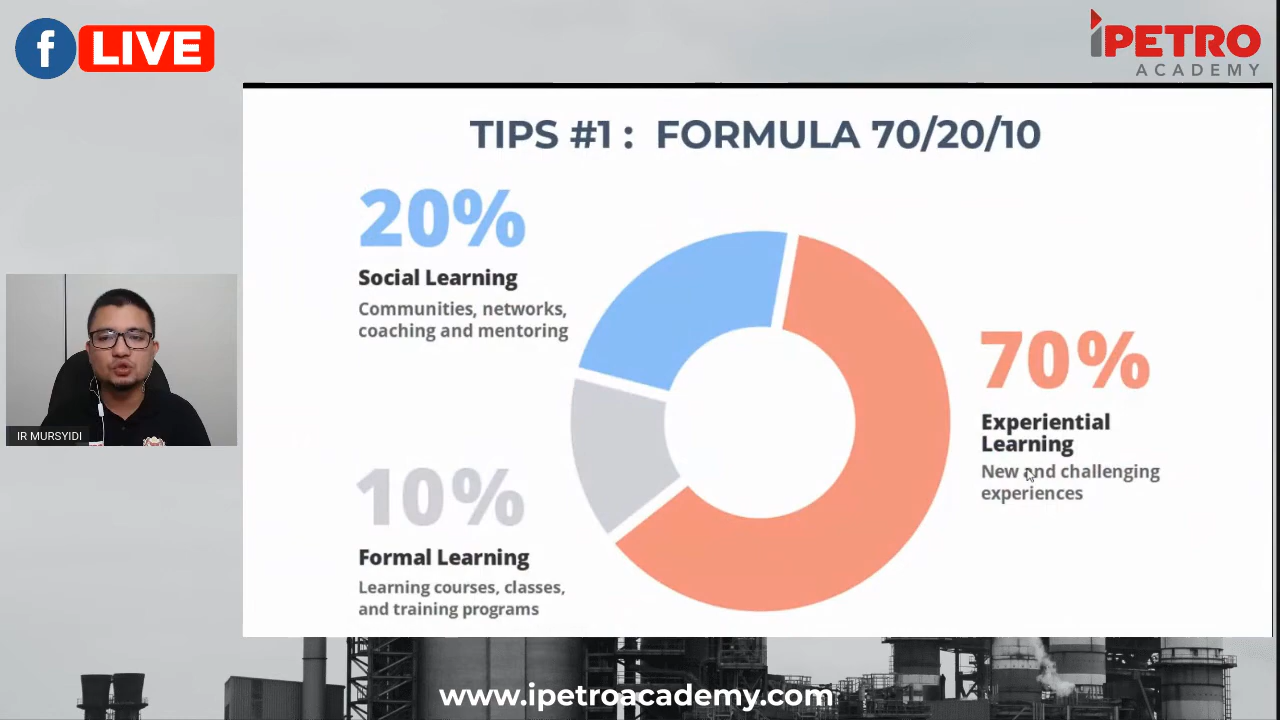 f LIVE
iPETRO
ACADEMY
TIPS #1 : FORMULA 70/20/10
20%
Social Learning
Communities, networks,
coaching and mentoring
70%
Experiential
Learning
New and challenging
experiences
10%
Formal Learning
Learning courses, classes,
and training programs
IR MURSYIDI
www.ipetroacademy.com